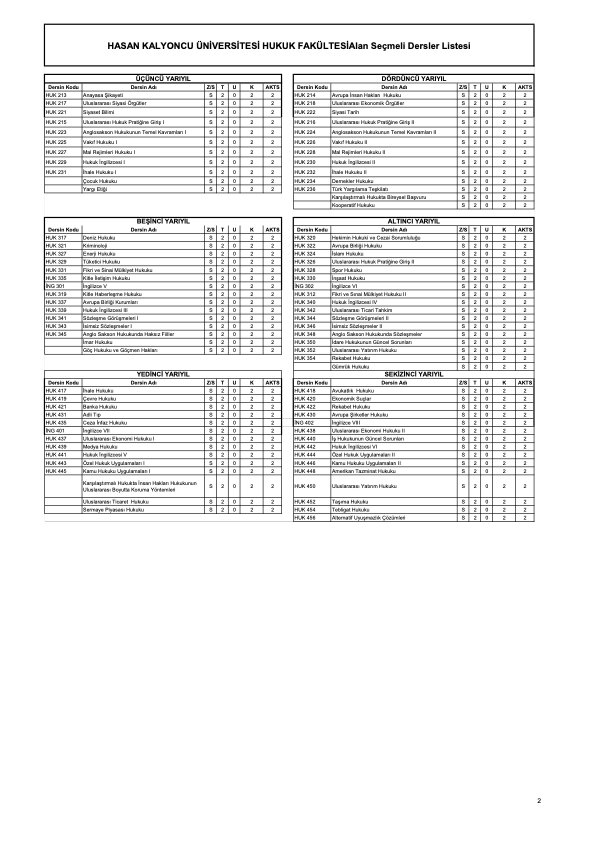 HASAN KALYONCU ÜNİVERSİTESİ HUKUK FAKÜLTESİAlan Seçmeli Dersler Listesi
ÜÇÜNCÜ YARIYIL
Dersin Kodu Dersin Adı Z/S T U K AKTS
HUK 213 Anayasa Şikayeti S 2 0 2 2
HUK 217 Uluslararası Siyasi Örgütler S 2 0 2 2
HUK 221 Siyaset Bilimi S 2 0 2 2
HUK 215 Uluslararası Hukuk Pratiğine Giriş I S 2 0 2 2
HUK 223 Anglosakson Hukukunun Temel Kavramları I S 2 0 2 2
HUK 225 Vakıf Hukuku I S 2 0 2 2
HUK 227 Mal Rejimleri Hukuku I S 2 0 2 2
HUK 229 Hukuk İngilizcesi I S 2 0 2 2
HUK 231 İhale Hukuku I S 2 0 2 2
Çocuk Hukuku S 2 0 2 2
Yargı Etiği S 2 0 2 2
DÖRDÜNCÜ YARIYIL
Dersin Kodu Dersin Adı Z/S T U K AKTS
HUK 214 Avrupa İnsan Hakları Hukuku S 2 0 2 2
HUK 218 Uluslararası Ekonomik Örgütler S 2 0 2 2
HUK 222 Siyasi Tarih S 2 0 2 2
HUK 216 Uluslararası Hukuk Pratiğine Giriş II S 2 0 2 2
HUK 224 Anglosakson Hukukunun Temel Kavramları II S 2 0 2 2
HUK 226 Vakıf Hukuku II S 2 0 2 2
HUK 228 Mal Rejimleri Hukuku II S 2 0 2 2
HUK 230 Hukuk İngilizcesi II S 2 0 2 2
HUK 232 İhale Hukuku II S 2 0 2 2
HUK 234 Dernekler Hukuku S 2 0 2 2
HUK 236 Türk Yargılama Teşkilatı S 2 0 2 2
Karşılaştırmalı Hukukta Bireysel Başvuru S 2 0 2 2
Kooperatif Hukuku S 2 0 2 2
BEŞİNCİ YARIYIL
Dersin Kodu Dersin Adı Z/S T U K AKTS
HUK 317 Deniz Hukuku S 2 0 2 2
HUK 321 Kriminoloji S 2 0 2 2
HUK 327 Enerji Hukuku S 2 0 2 2
HUK 329 Tüketici Hukuku S 2 0 2 2
HUK 331 Fikri ve Sınai Mülkiyet Hukuku S 2 0 2 2
HUK 335 Kitle İletişim Hukuku S 2 0 2 2
İNG 301 İngilizce V S 2 0 2 2
HUK 319 Kitle Haberleşme Hukuku S 2 0 2 2
HUK 337 Avrupa Birliği Kurumları S 2 0 2 2
HUK 339 Hukuk İngilizcesi III S 2 0 2 2
HUK 341 Sözleşme Görüşmeleri I S 2 0 2 2
HUK 343 İsimsiz Sözleşmeler I S 2 0 2 2
HUK 345 Anglo Sakson Hukukunda Haksız Fiiller S 2 0 2 2
İmar Hukuku S 2 0 2 2
Göç Hukuku ve Göçmen Hakları S 2 0 2 2
ALTINCI YARIYIL
Dersin Kodu Dersin Adı Z/S T U K AKTS
HUK 320 Hekimin Hukuki ve Cezai Sorumluluğu S 2 0 2 2
HUK 322 Avrupa Birliği Hukuku S 2 0 2 2
HUK 324 İslam Hukuku S 2 0 2 2
HUK 326 Uluslararası Hukuk Pratiğine Giriş II S 2 0 2 2
HUK 328 Spor Hukuku S 2 0 2 2
HUK 330 İnşaat Hukuku S 2 0 2 2
İNG 302 İngilizce VI S 2 0 2 2
HUK 312 Fikri ve Sınai Mülkiyet Hukuku II S 2 0 2 2
HUK 340 Hukuk İngilizcesi IV S 2 0 2 2
HUK 342 Uluslararası Ticari Tahkim S 2 0 2 2
HUK 344 Sözleşme Görüşmeleri II S 2 0 2 2
HUK 346 İsimsiz Sözleşmeler II S 2 0 2 2
HUK 348 Anglo Sakson Hukukunda Sözleşmeler S 2 0 2 2
HUK 350 İdare Hukukunun Güncel Sorunları S 2 0 2 2
HUK 352 Uluslararası Yatırım Hukuku S 2 0 2 2
HUK 354 Rekabet Hukuku S 2 0 2 2
Gümrük Hukuku S 2 0 2 2
YEDİNCİ YARIYIL
Dersin Kodu Dersin Adı Z/S T U K AKTS
HUK 417 İhale Hukuku S 2 0 2 2
HUK 419 Çevre Hukuku S 2 0 2 2
HUK 421 Banka Hukuku S 2 0 2 2
HUK 431 Adli Tıp S 2 0 2 2
HUK 435 Ceza İnfaz Hukuku S 2 0 2 2
İNG 401 İngilizce VII S 2 0 2 2
HUK 437 Uluslararası Ekonomi Hukuku I S 2 0 2 2
HUK 439 Medya Hukuku S 2 0 2 2
HUK 441 Hukuk İngilizcesi V S 2 0 2 2
HUK 443 Özel Hukuk Uygulamaları I S 2 0 2 2
HUK 445 Kamu Hukuku Uygulamaları I S 2 0 2 2
Karşılaştırmalı Hukukta İnsan Hakları Hukukunun
Uluslararası Boyutta Koruma Yöntemleri S 2 0 2 2
Uluslararası Ticaret Hukuku S 2 0 2 2
Sermaye Piyasası Hukuku S 2 0 2 2
SEKİZİNCİ YARIYIL
Dersin Kodu Dersin Adı Z/S T U K AKTS
HUK 418 Avukatlık Hukuku S 2 0 2 2
HUK 420 Ekonomik Suçlar S 2 0 2 2
HUK 422 Rekabet Hukuku S 2 0 2 2
HUK 430 Avrupa Şirketler Hukuku S 2 0 2 2
İNG 402 İngilizce VIII S 2 0 2 2
HUK 438 Uluslararası Ekonomi Hukuku II S 2 0 2 2
HUK 440 İş Hukukunun Güncel Sorunları S 2 0 2 2
HUK 442 Hukuk İngilizcesi VI S 2 0 2 2
HUK 444 Özel Hukuk Uygulamaları II S 2 0 2 2
HUK 446 Kamu Hukuku Uygulamaları II S 2 0 2 2
HUK 448 Amerikan Tazminat Hukuku S 2 0 2 2
HUK 450 Uluslararası Yatırım Hukuku S 2 0 2 2
HUK 452 Taşıma Hukuku S 2 0 2 2
HUK 454 Tebligat Hukuku S 2 0 2 2
HUK 456 Alternatif Uyuşmazlık Çözümleri S 2 0 2 2
2